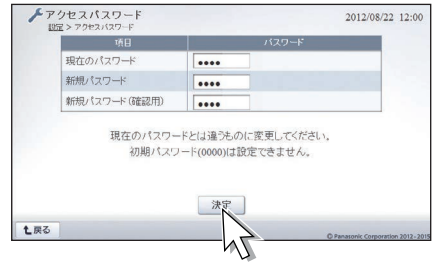 アクセスパスワード
2012/08/22 12:00
設定 > アクセスパスワード
項目 パスワード
現在のパスワード ••••
新規パスワード ••••
新規パスワード(確認用) ••••
現在のパスワードとは違うものに変更してください。
初期パスワード(0000)は設定できません。
決定
戻る
© Panasonic Corporation 2012-2015